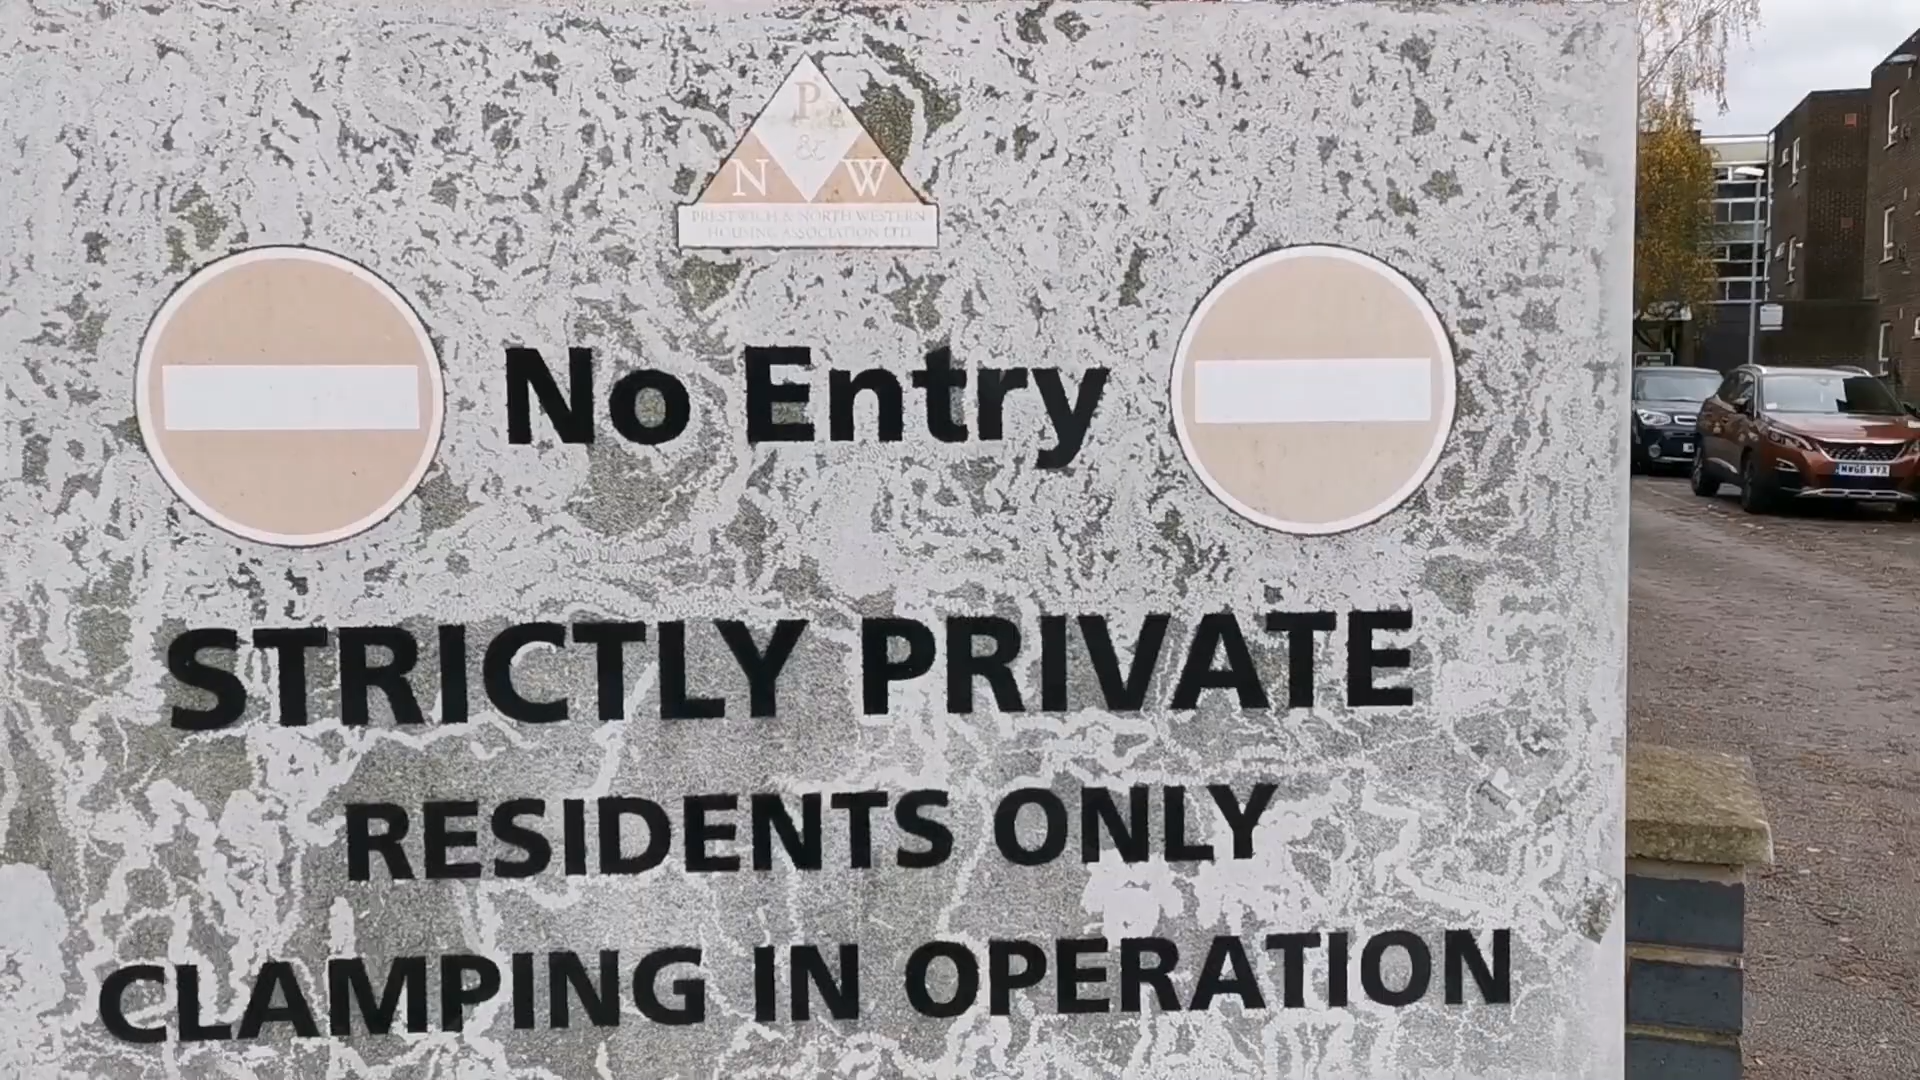 P
&
N W
PRESTWICH & NORTH WESTERN
HOUSING ASSOCIATION LTD
No Entry
STRICTLY PRIVATE
RESIDENTS ONLY
CLAMPING IN OPERATION